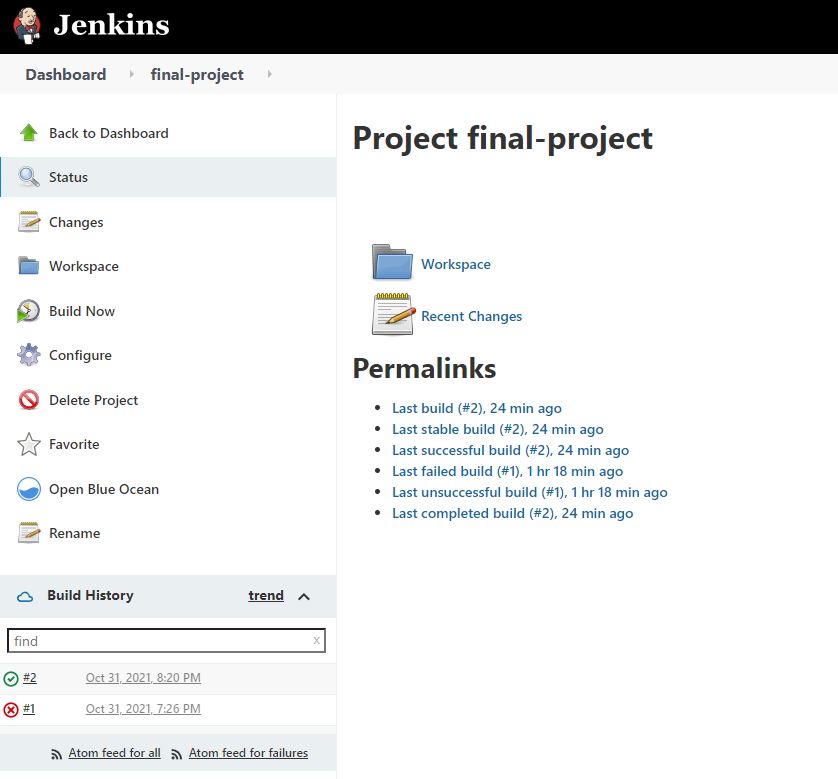 Jenkins
Dashboard final-project
Back to Dashboard
Status
Changes
Workspace
Build Now
Configure
Delete Project
Favorite
Open Blue Ocean
Rename
Build History trend
find x
#2 Oct 31, 2021, 8:20 PM
#1 Oct 31, 2021, 7:26 PM
Atom feed for all Atom feed for failures
Project final-project
Workspace
Recent Changes
Permalinks
Last build (#2), 24 min ago
Last stable build (#2), 24 min ago
Last successful build (#2), 24 min ago
Last failed build (#1), 1 hr 18 min ago
Last unsuccessful build (#1), 1 hr 18 min ago
Last completed build (#2), 24 min ago